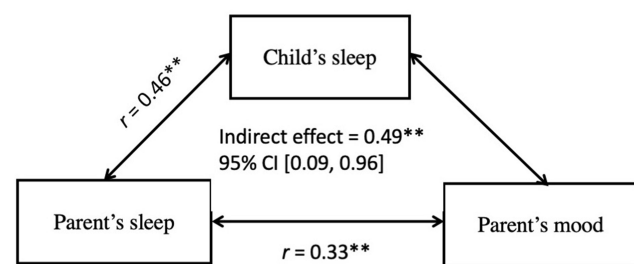 Child's sleep
r = 0.46**
Indirect effect = 0.49**
95% CI [0.09, 0.96]
Parent's sleep
Parent's mood
r = 0.33**